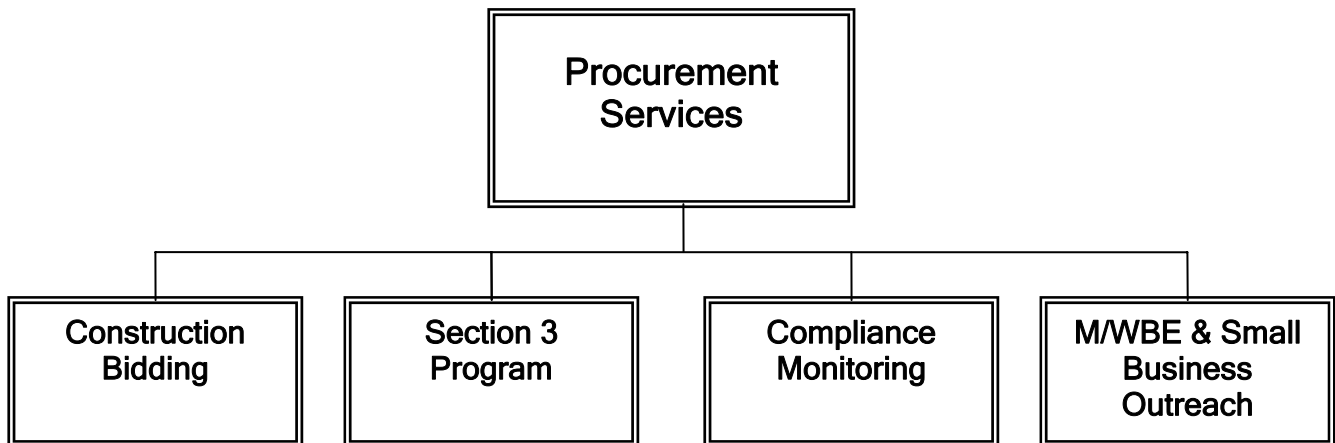 Procurement
Services
Construction
Bidding
Section 3
Program
Compliance
Monitoring
M/WBE & Small
Business
Outreach